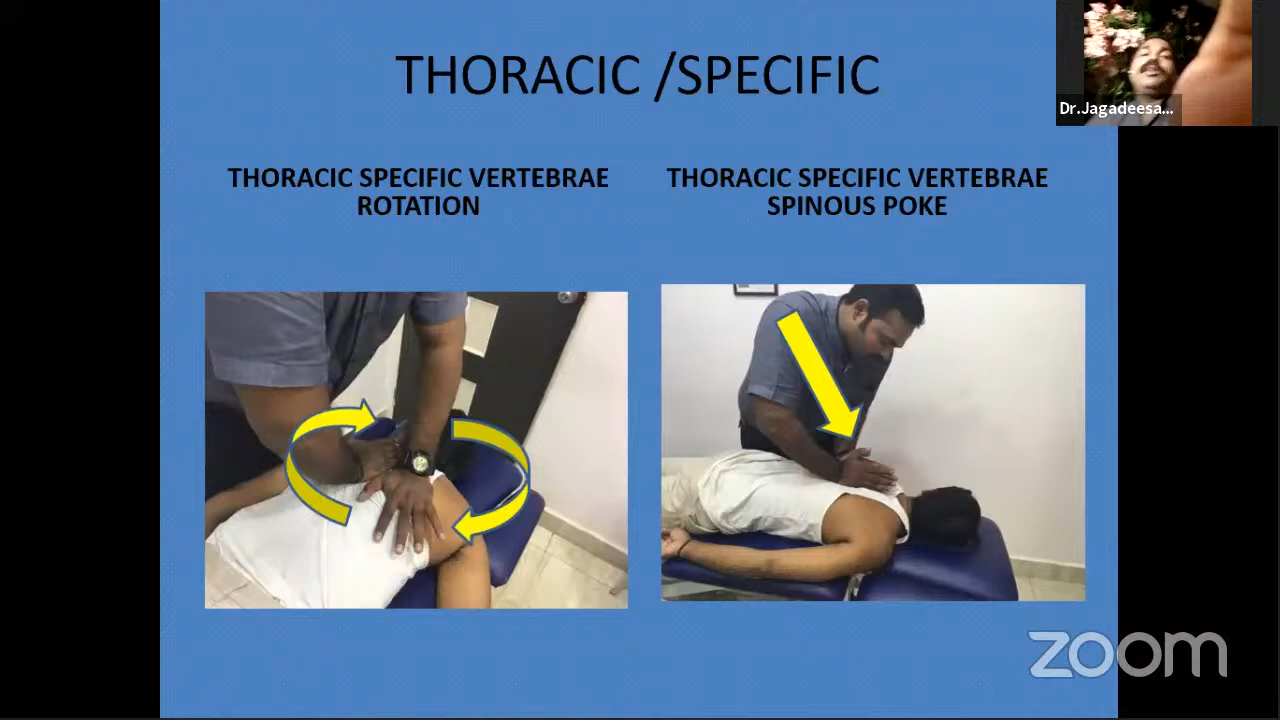 THORACIC /SPECIFIC
Dr.Jagadeesa...
THORACIC SPECIFIC VERTEBRAE
ROTATION
THORACIC SPECIFIC VERTEBRAE
SPINOUS POKE
zoom